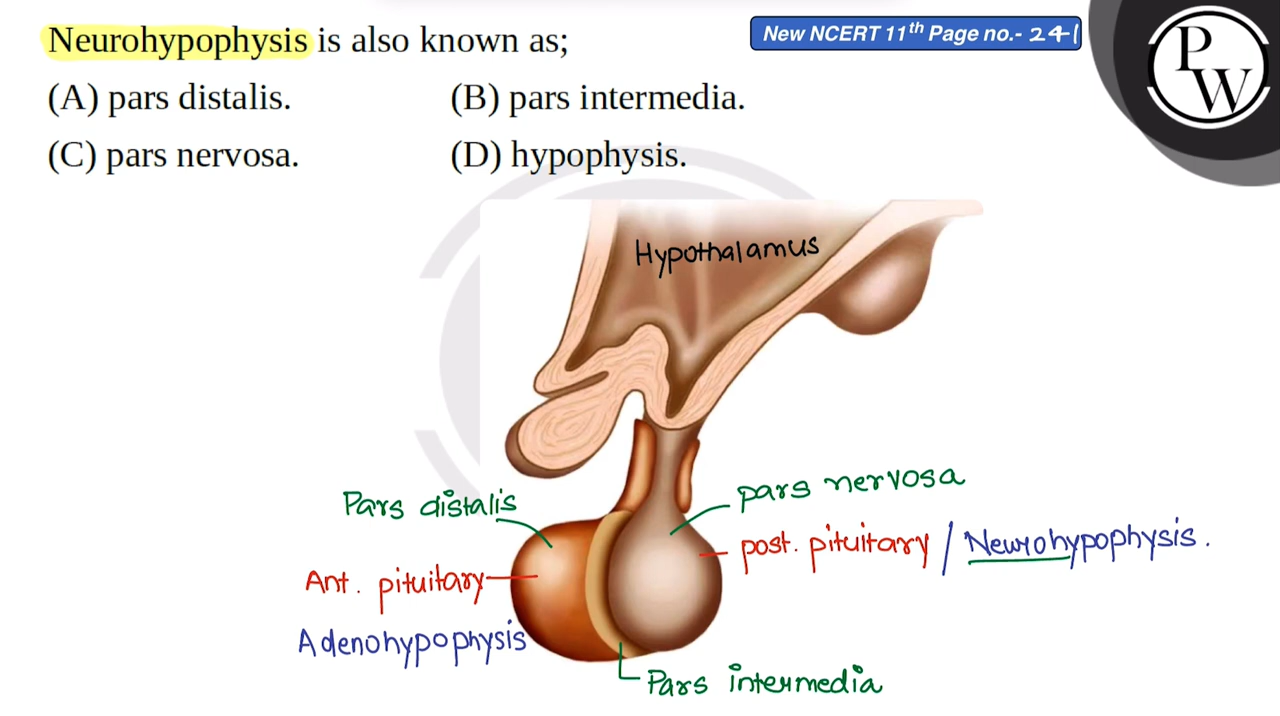 Neurohypophysis is also known as;
New NCERT 11th Page no.- 241
PW
(A) pars distalis.
(B) pars intermedia.
(C) pars nervosa.
(D) hypophysis.
Hypothalamus
Pars distalis
pars nervosa
post. pituitary / Neurohypophysis.
Ant. pituitary
Adenohypophysis
Pars intermedia